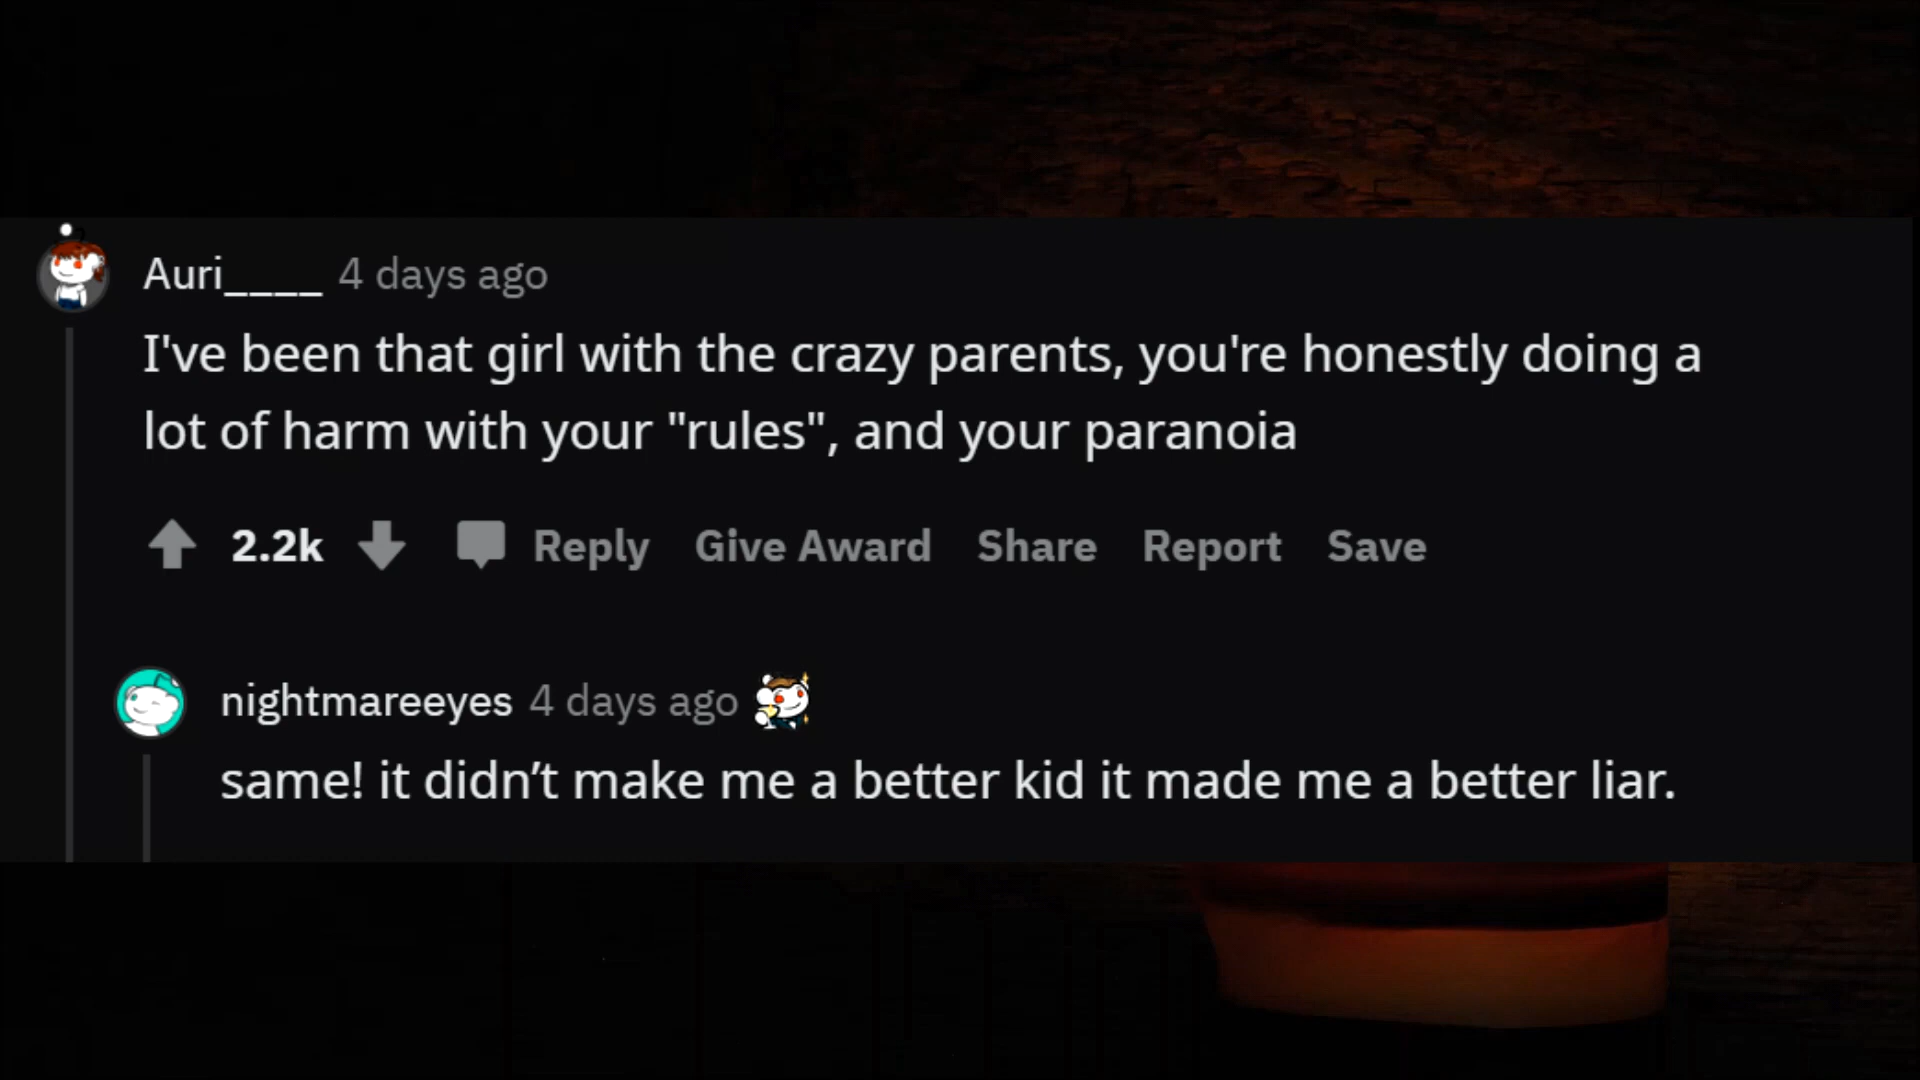 Auri____ 4 days ago
I've been that girl with the crazy parents, you're honestly doing a
lot of harm with your "rules", and your paranoia
2.2k Reply Give Award Share Report Save
nightmareeyes 4 days ago
same! it didn’t make me a better kid it made me a better liar.